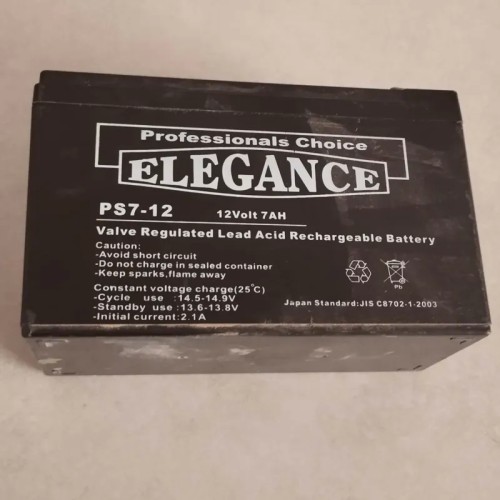 Professionals Choice
ELEGANCE
PS7-12 12Volt 7AH
Valve Regulated Lead Acid Rechargeable Battery
Caution:
-Avoid short circuit
-Do not charge in sealed container
-Keep sparks,flame away
Constant voltage charge(25°C)
-Cycle use :14.5-14.9V
-Standby use :13.6-13.8V
-Initial current:2.1A
Pb
Japan Standard:JIS C8702-1-2003